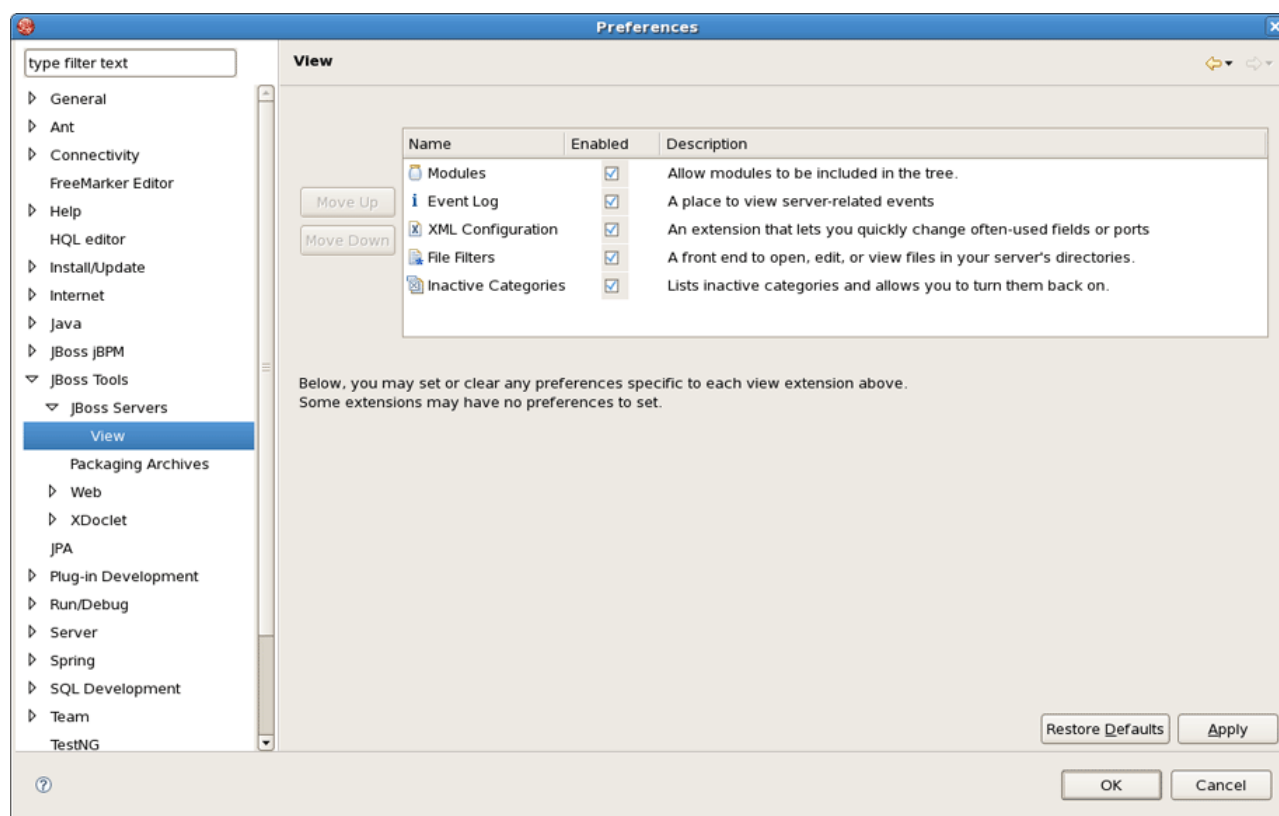 Preferences
type filter text
View
General
Ant
Connectivity
FreeMarker Editor
Help
HQL editor
Install/Update
Internet
Java
JBoss jBPM
JBoss Tools
JBoss Servers
View
Packaging Archives
Web
XDoclet
JPA
Plug-in Development
Run/Debug
Server
Spring
SQL Development
Team
TestNG
Move Up
Move Down
Name Enabled Description
Modules Allow modules to be included in the tree.
Event Log A place to view server-related events
XML Configuration An extension that lets you quickly change often-used fields or ports
File Filters A front end to open, edit, or view files in your server's directories.
Inactive Categories Lists inactive categories and allows you to turn them back on.
Below, you may set or clear any preferences specific to each view extension above.
Some extensions may have no preferences to set.
Restore Defaults Apply
OK Cancel